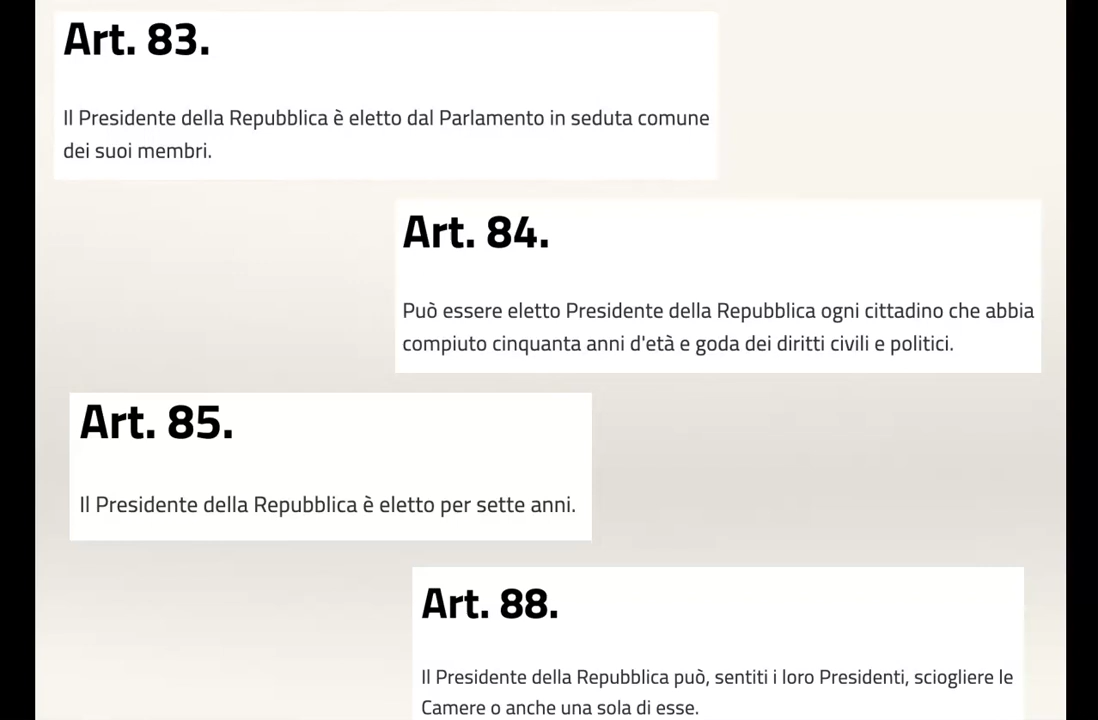 Art. 83.
Il Presidente della Repubblica è eletto dal Parlamento in seduta comune
dei suoi membri.
Art. 84.
Può essere eletto Presidente della Repubblica ogni cittadino che abbia
compiuto cinquanta anni d'età e goda dei diritti civili e politici.
Art. 85.
Il Presidente della Repubblica è eletto per sette anni.
Art. 88.
Il Presidente della Repubblica può, sentiti i loro Presidenti, sciogliere le
Camere o anche una sola di esse.